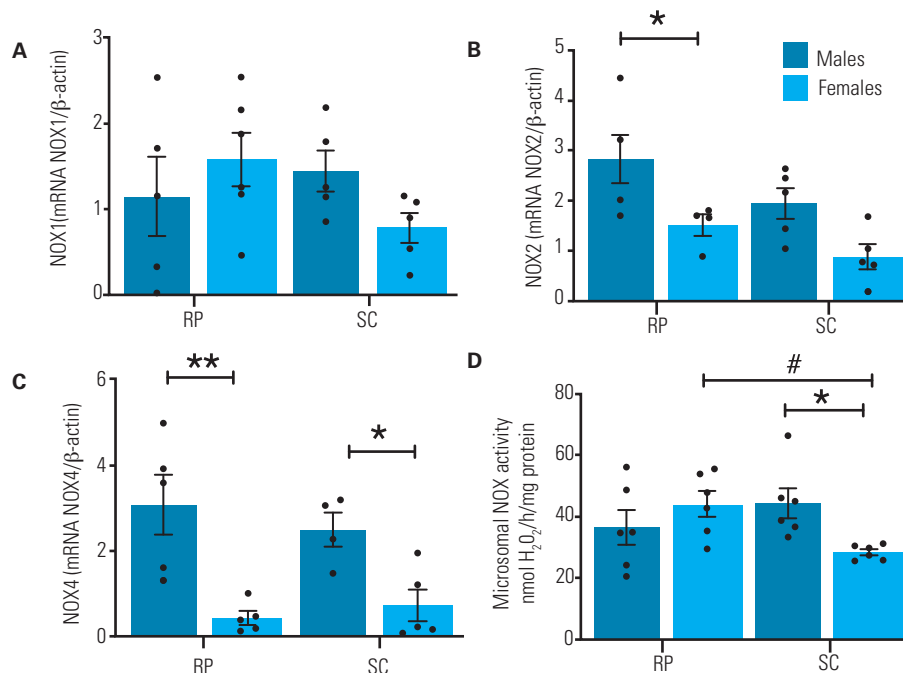 A
NOX1(mRNA NOX1/β-actin)
3
2
1
0
RP
SC
B
NOX2 (mRNA NOX2/β-actin)
5
4
3
2
1
0
*
RP
SC
Males
Females
C
NOX4 (mRNA NOX4/β-actin)
6
4
2
0
**
*
RP
SC
D
Microsomal NOX activity
nmol H₂O₂/h/mg protein
80
60
40
20
0
#
*
RP
SC